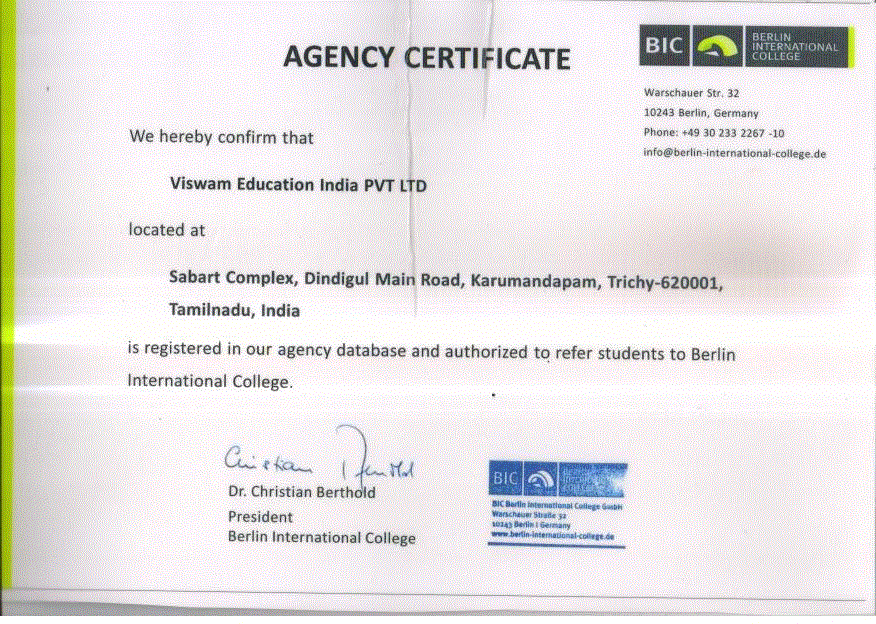 AGENCY CERTIFICATE
BIC
BERLIN
INTERNATIONAL
COLLEGE
Warschauer Str. 32
10243 Berlin, Germany
Phone: +49 30 233 2267 -10
info@berlin-international-college.de
We hereby confirm that
Viswam Education India PVT LTD
located at
Sabart Complex, Dindigul Main Road, Karumandapam, Trichy-620001,
Tamilnadu, India
is registered in our agency database and authorized to refer students to Berlin
International College.
Christian Berthold
Dr. Christian Berthold
President
Berlin International College
BIC
BIC Berlin International College GmbH
Warschauer Straße 32
10243 Berlin | Germany
www.berlin-international-college.de